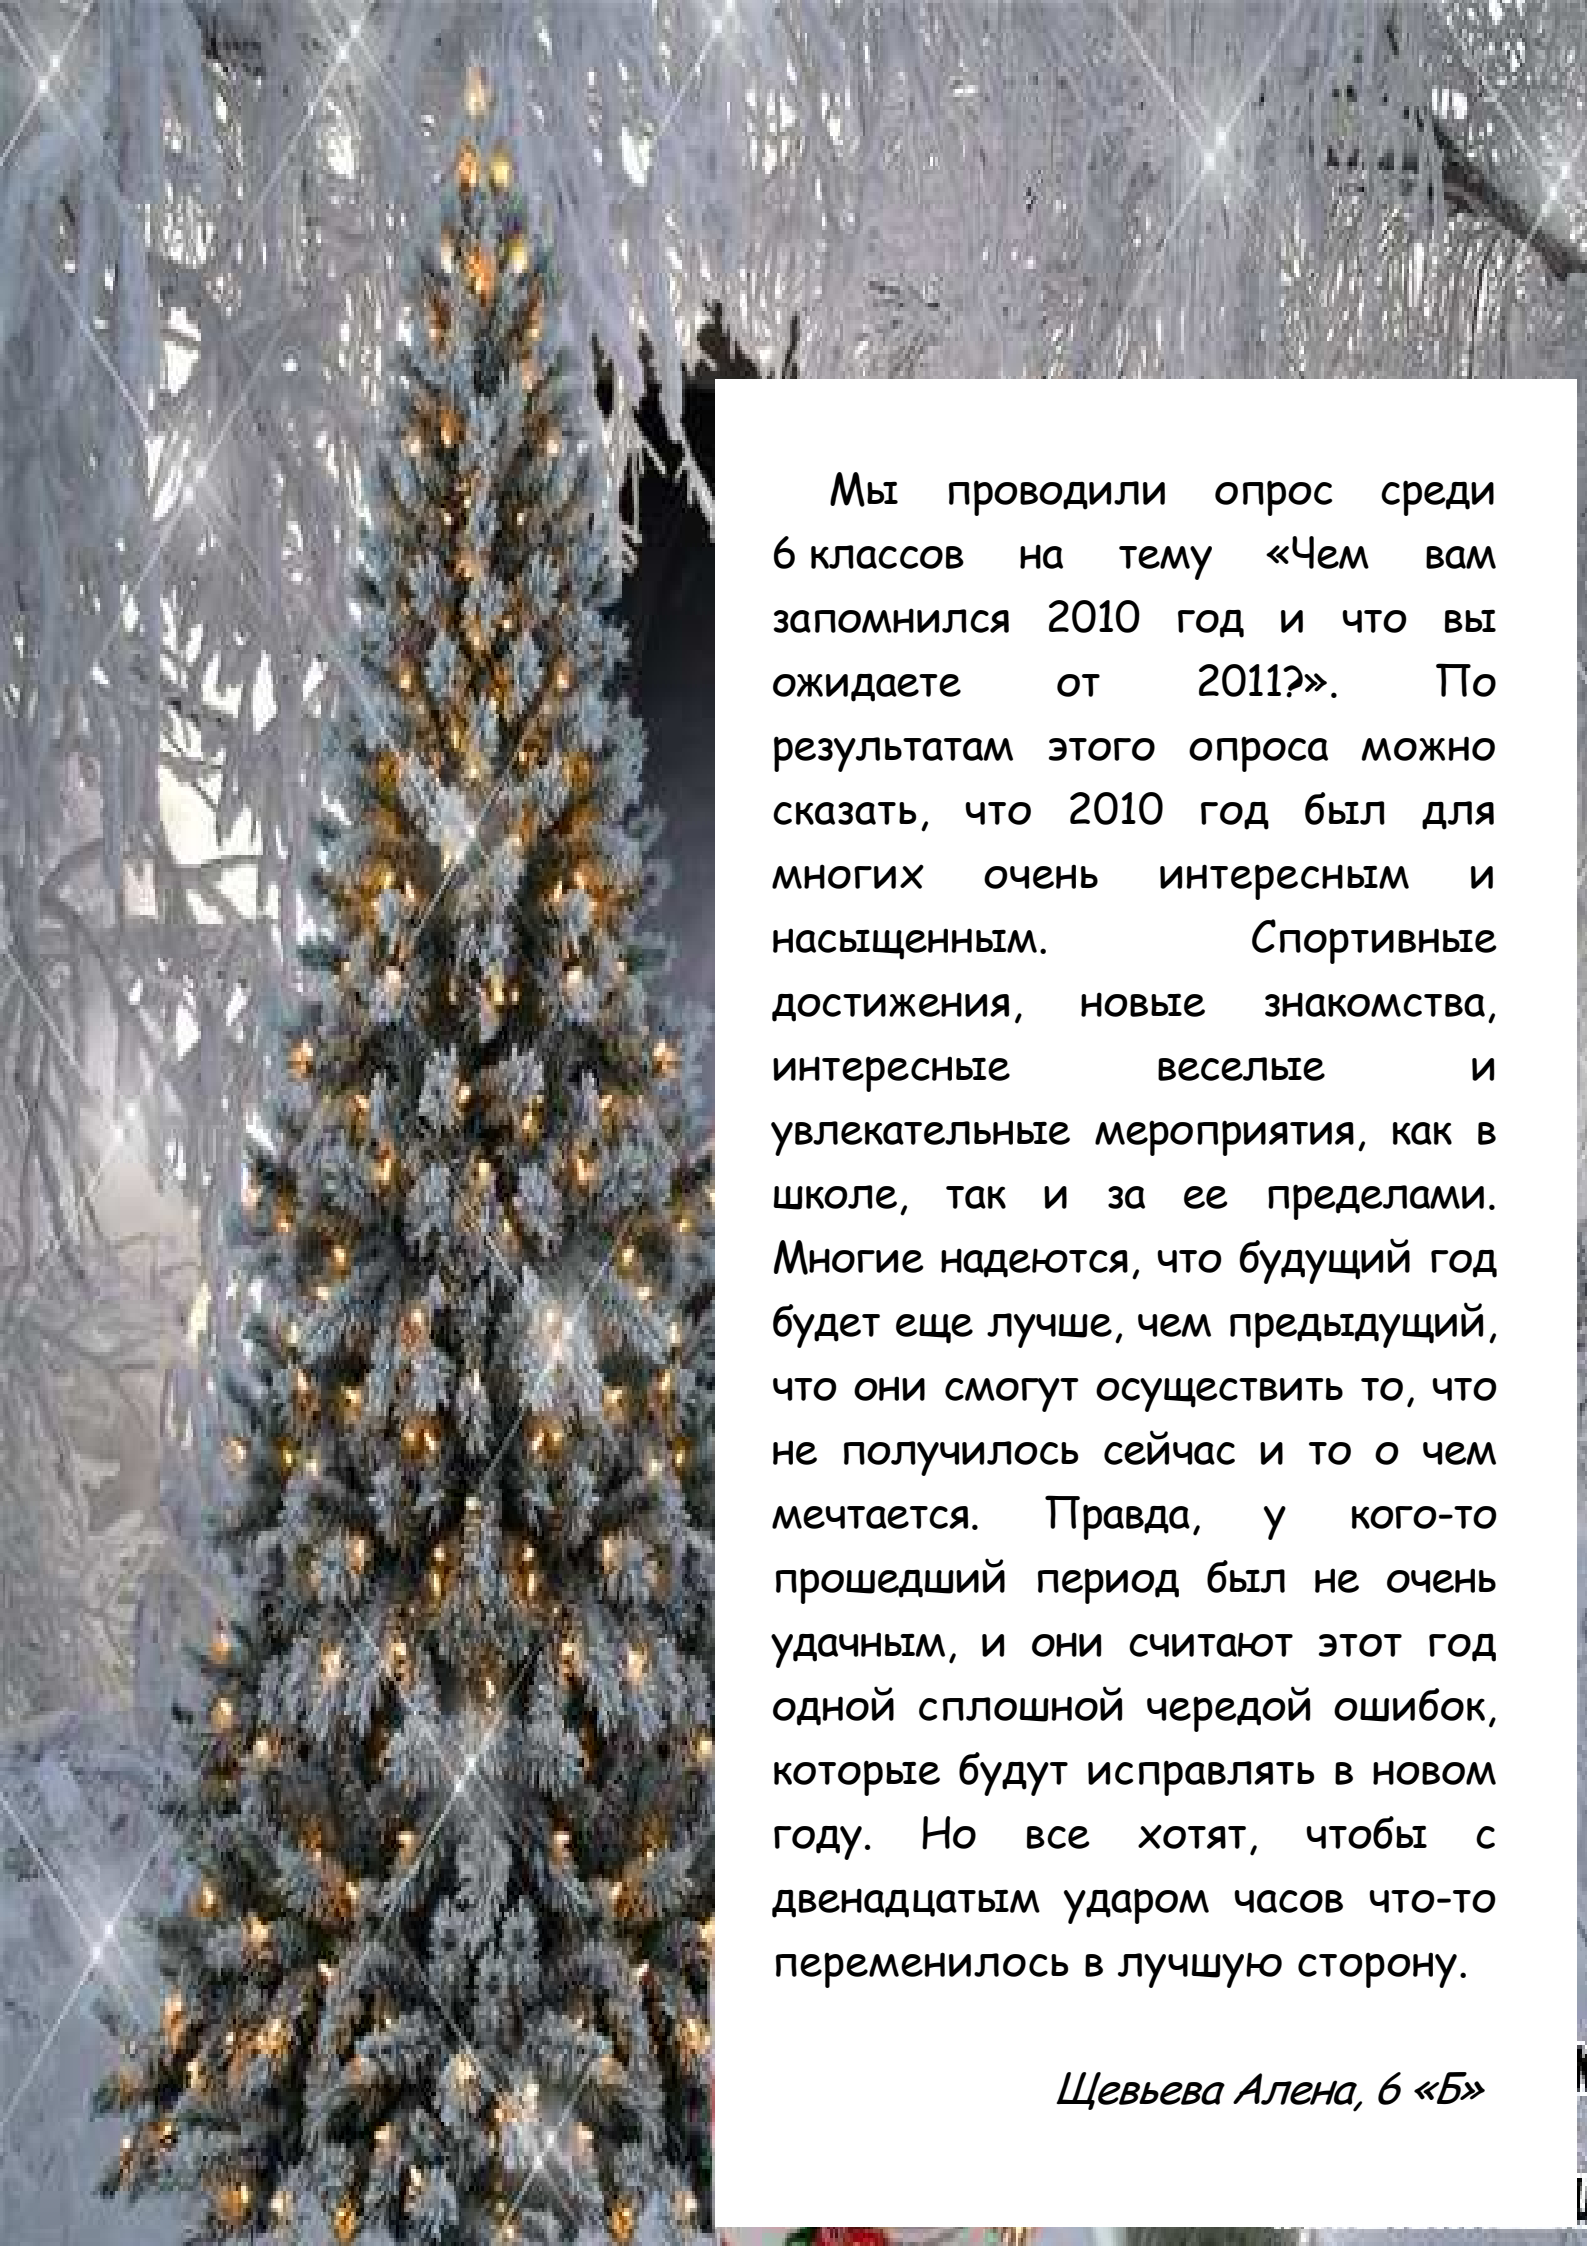 Мы проводили опрос среди
6 классов на тему «Чем вам
запомнился 2010 год и что вы
ожидаете от 2011?». По
результатам этого опроса можно
сказать, что 2010 год был для
многих очень интересным и
насыщенным. Спортивные
достижения, новые знакомства,
интересные веселые и
увлекательные мероприятия, как в
школе, так и за ее пределами.
Многие надеются, что будущий год
будет еще лучше, чем предыдущий,
что они смогут осуществить то, что
не получилось сейчас и то о чем
мечтается. Правда, у кого-то
прошедший период был не очень
удачным, и они считают этот год
одной сплошной чередой ошибок,
которые будут исправлять в новом
году. Но все хотят, чтобы с
двенадцатым ударом часов что-то
переменилось в лучшую сторону.
Щевьева Алена, 6 «Б»